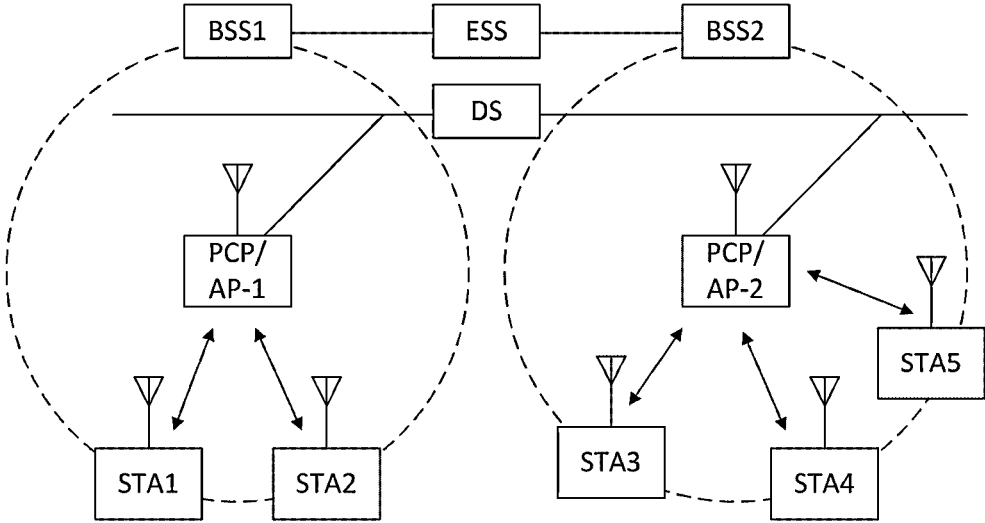 BSS1
ESS
BSS2
DS
PCP/
AP-1
PCP/
AP-2
STA5
STA1
STA2
STA3
STA4